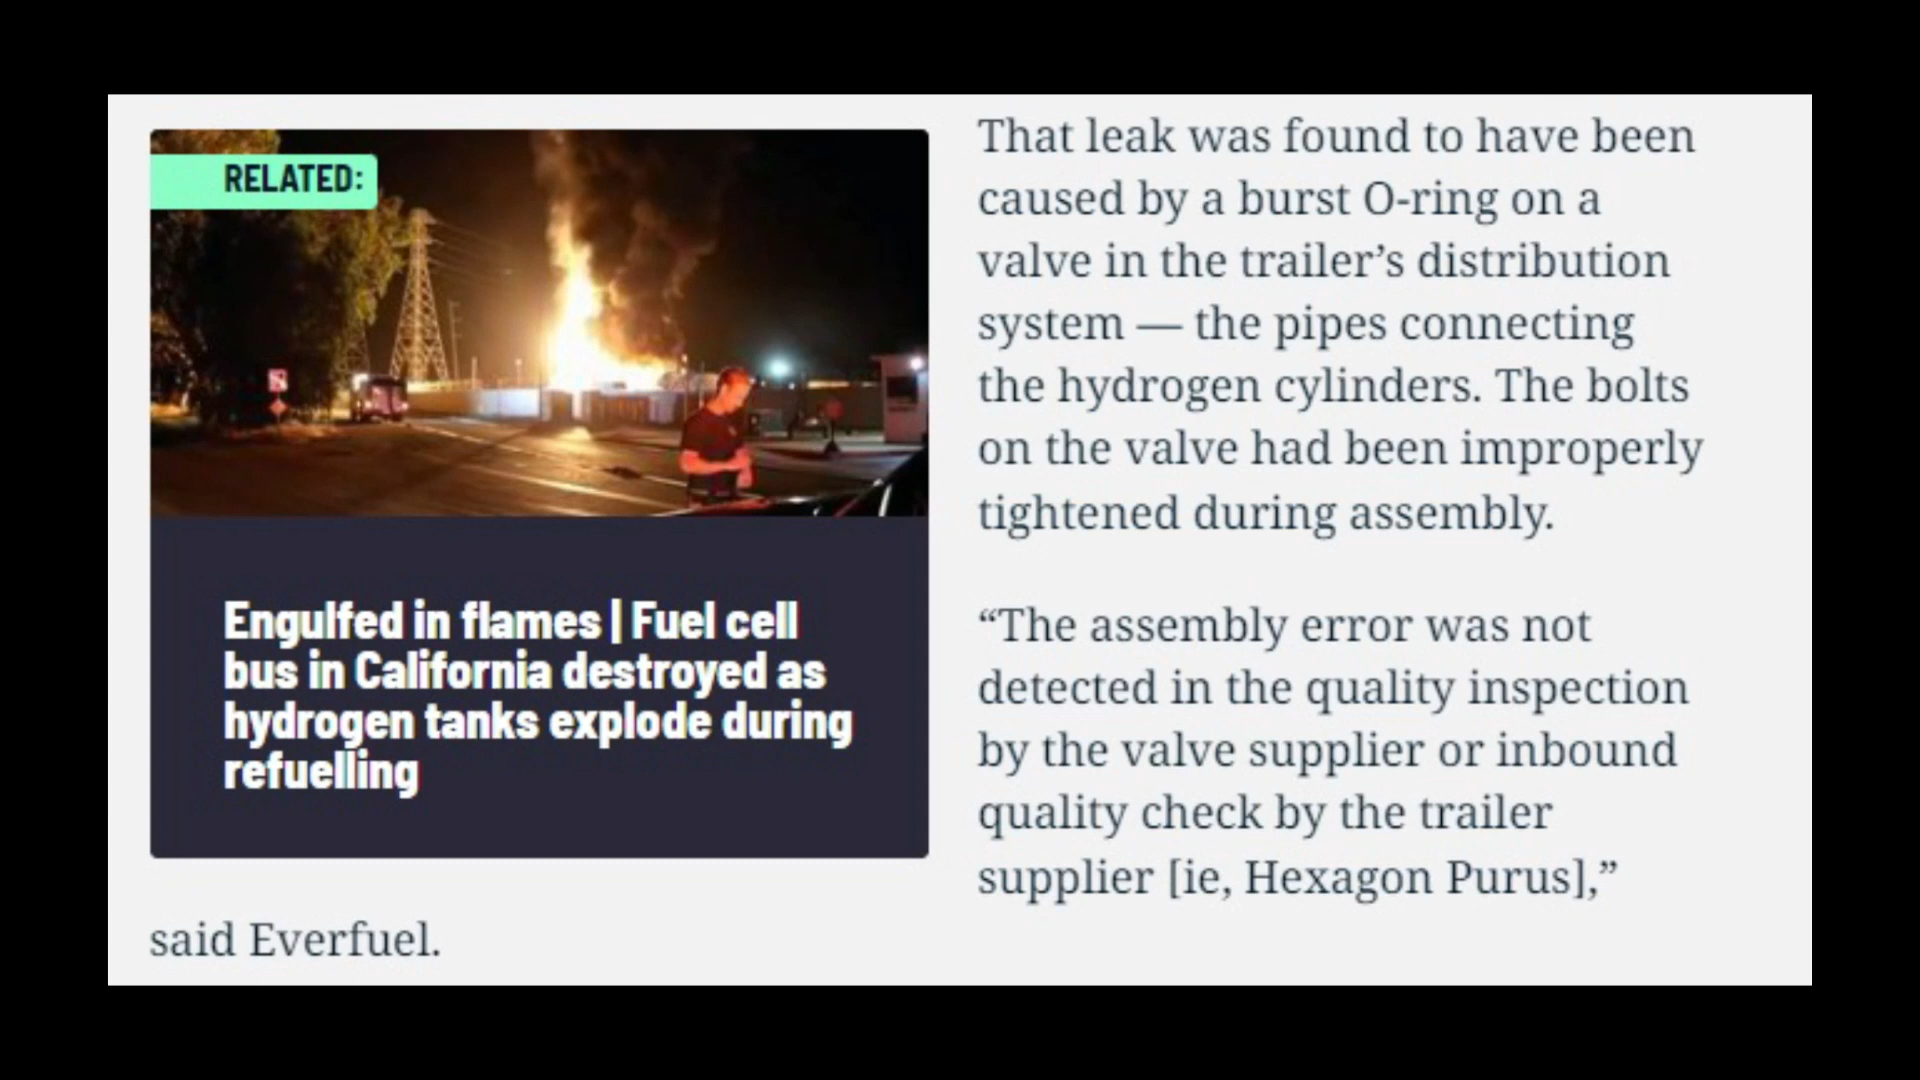 RELATED:
Engulfed in flames | Fuel cell
bus in California destroyed as
hydrogen tanks explode during
refuelling
That leak was found to have been
caused by a burst O-ring on a
valve in the trailer’s distribution
system — the pipes connecting
the hydrogen cylinders. The bolts
on the valve had been improperly
tightened during assembly.
“The assembly error was not
detected in the quality inspection
by the valve supplier or inbound
quality check by the trailer
supplier [ie, Hexagon Purus],”
said Everfuel.